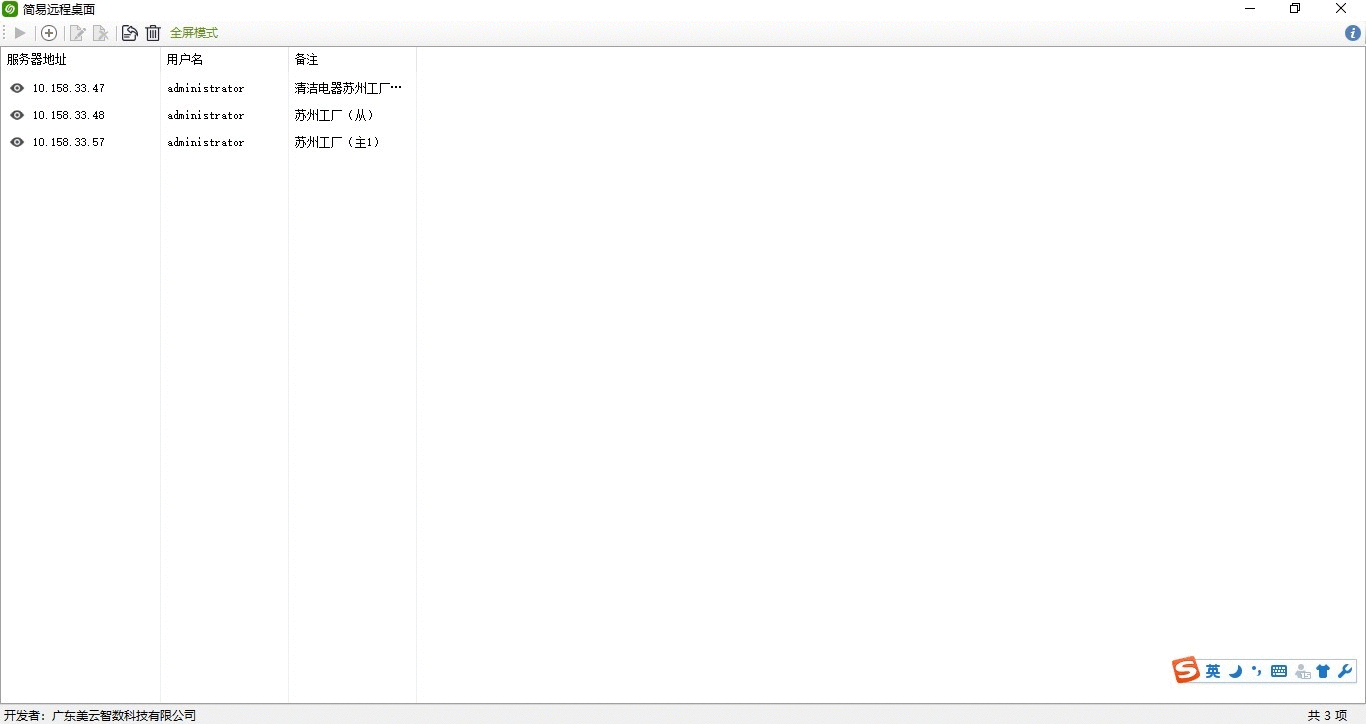 简易远程桌面
全屏模式
服务器地址 用户名 备注
10.158.33.47 administrator 清洁电器苏州工厂…
10.158.33.48 administrator 苏州工厂（从）
10.158.33.57 administrator 苏州工厂（主1）
英
开发者：广东美云智数科技有限公司 共 3 项